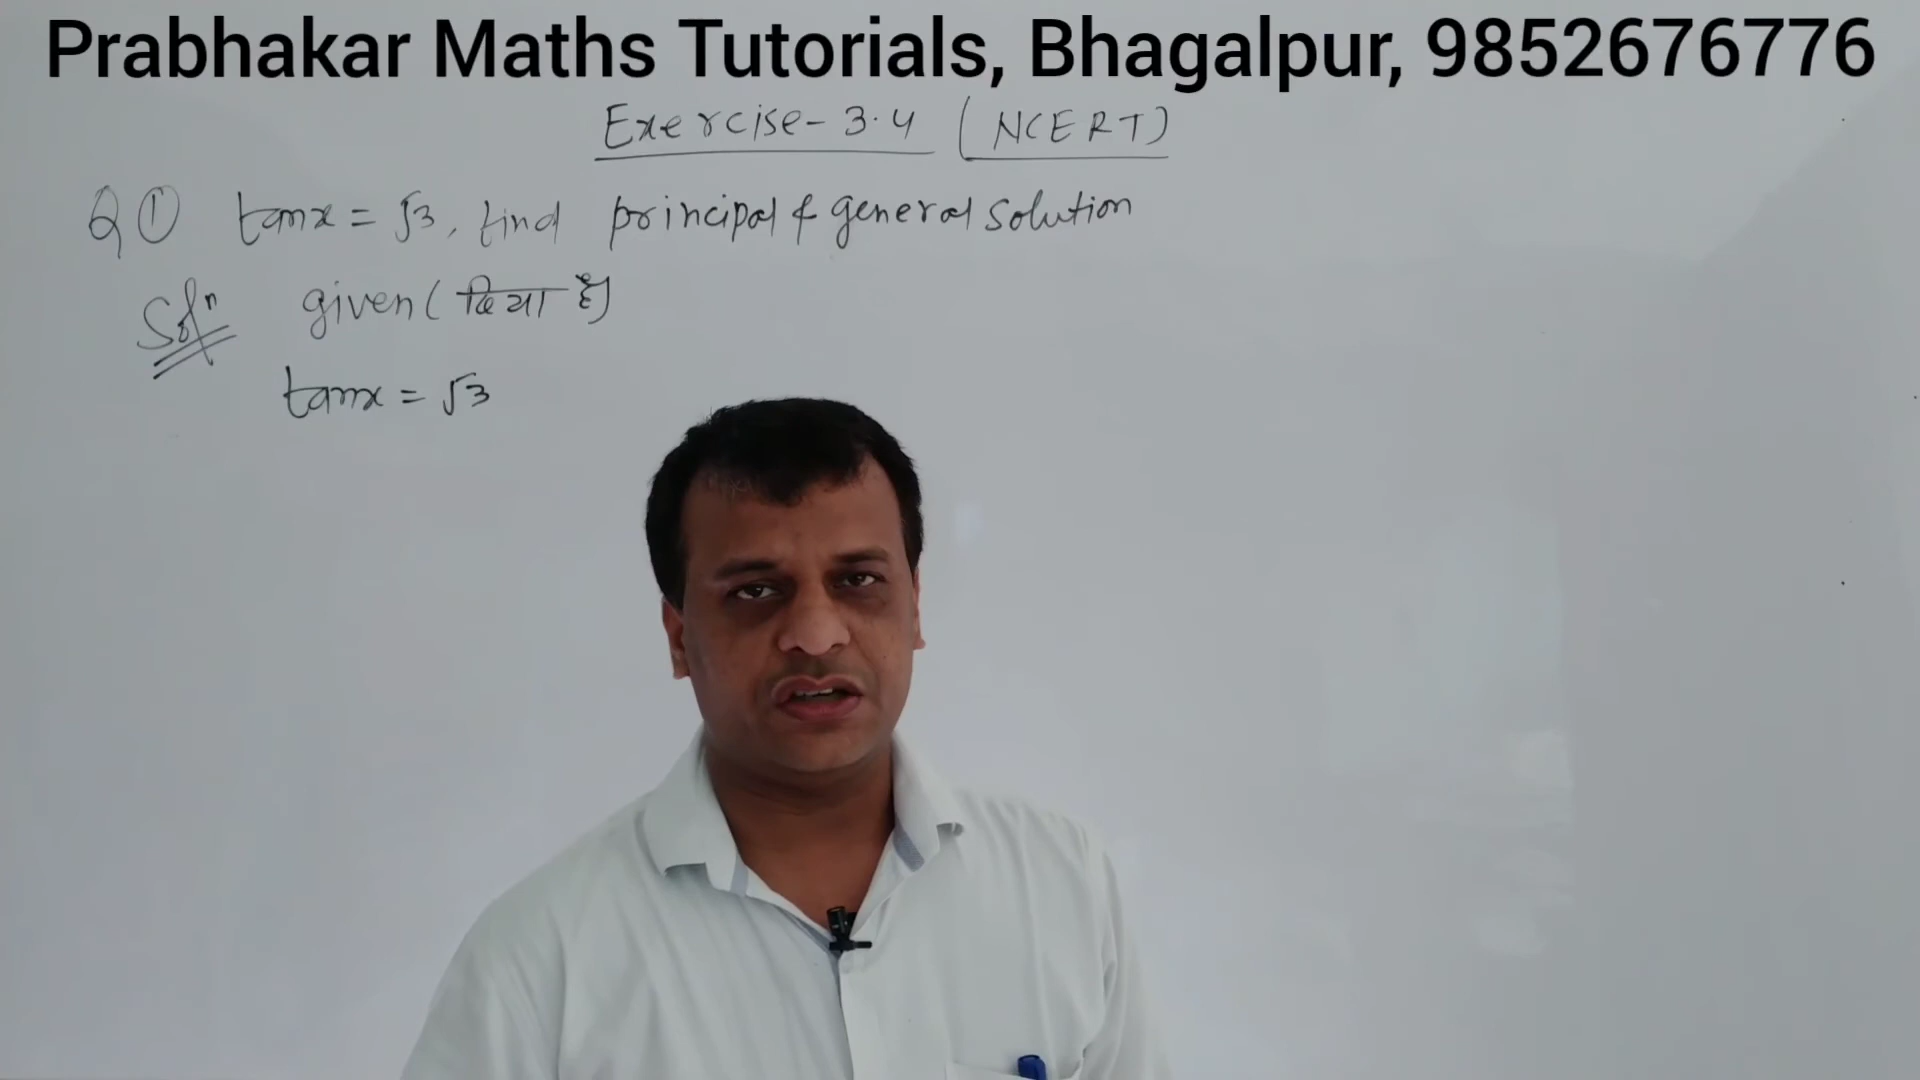 Prabhakar Maths Tutorials, Bhagalpur, 9852676776
Exercise-3.4 (NCERT)
Q① tanx = √3, find principal & general solution
Solⁿ given (दिया है)
tanx = √3